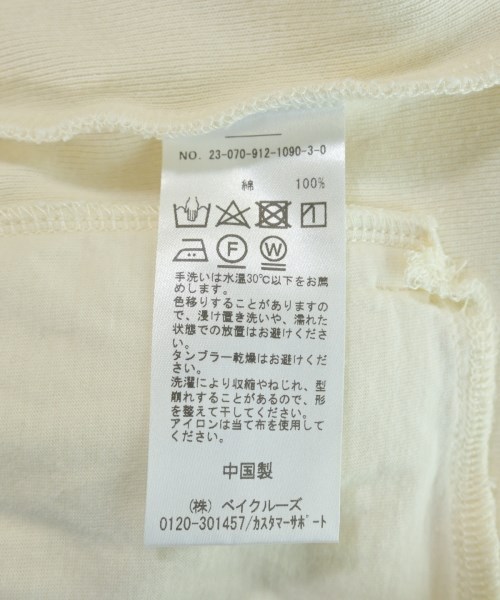 NO. 23-070-912-1090-3-0
綿 100%
F W
手洗いは水温30℃以下をお薦
めします。
色移りすることがありますの
で、浸け置き洗いや、濡れた
状態での放置はお避けくださ
い。
タンブラー乾燥はお避けくだ
さい。
洗濯により収縮やねじれ、型
崩れすることがあるので、形
を整えて干してください。
アイロンは当て布を使用して
ください。
中国製
(株) ベイクルーズ
0120-301457/カスタマーサポート